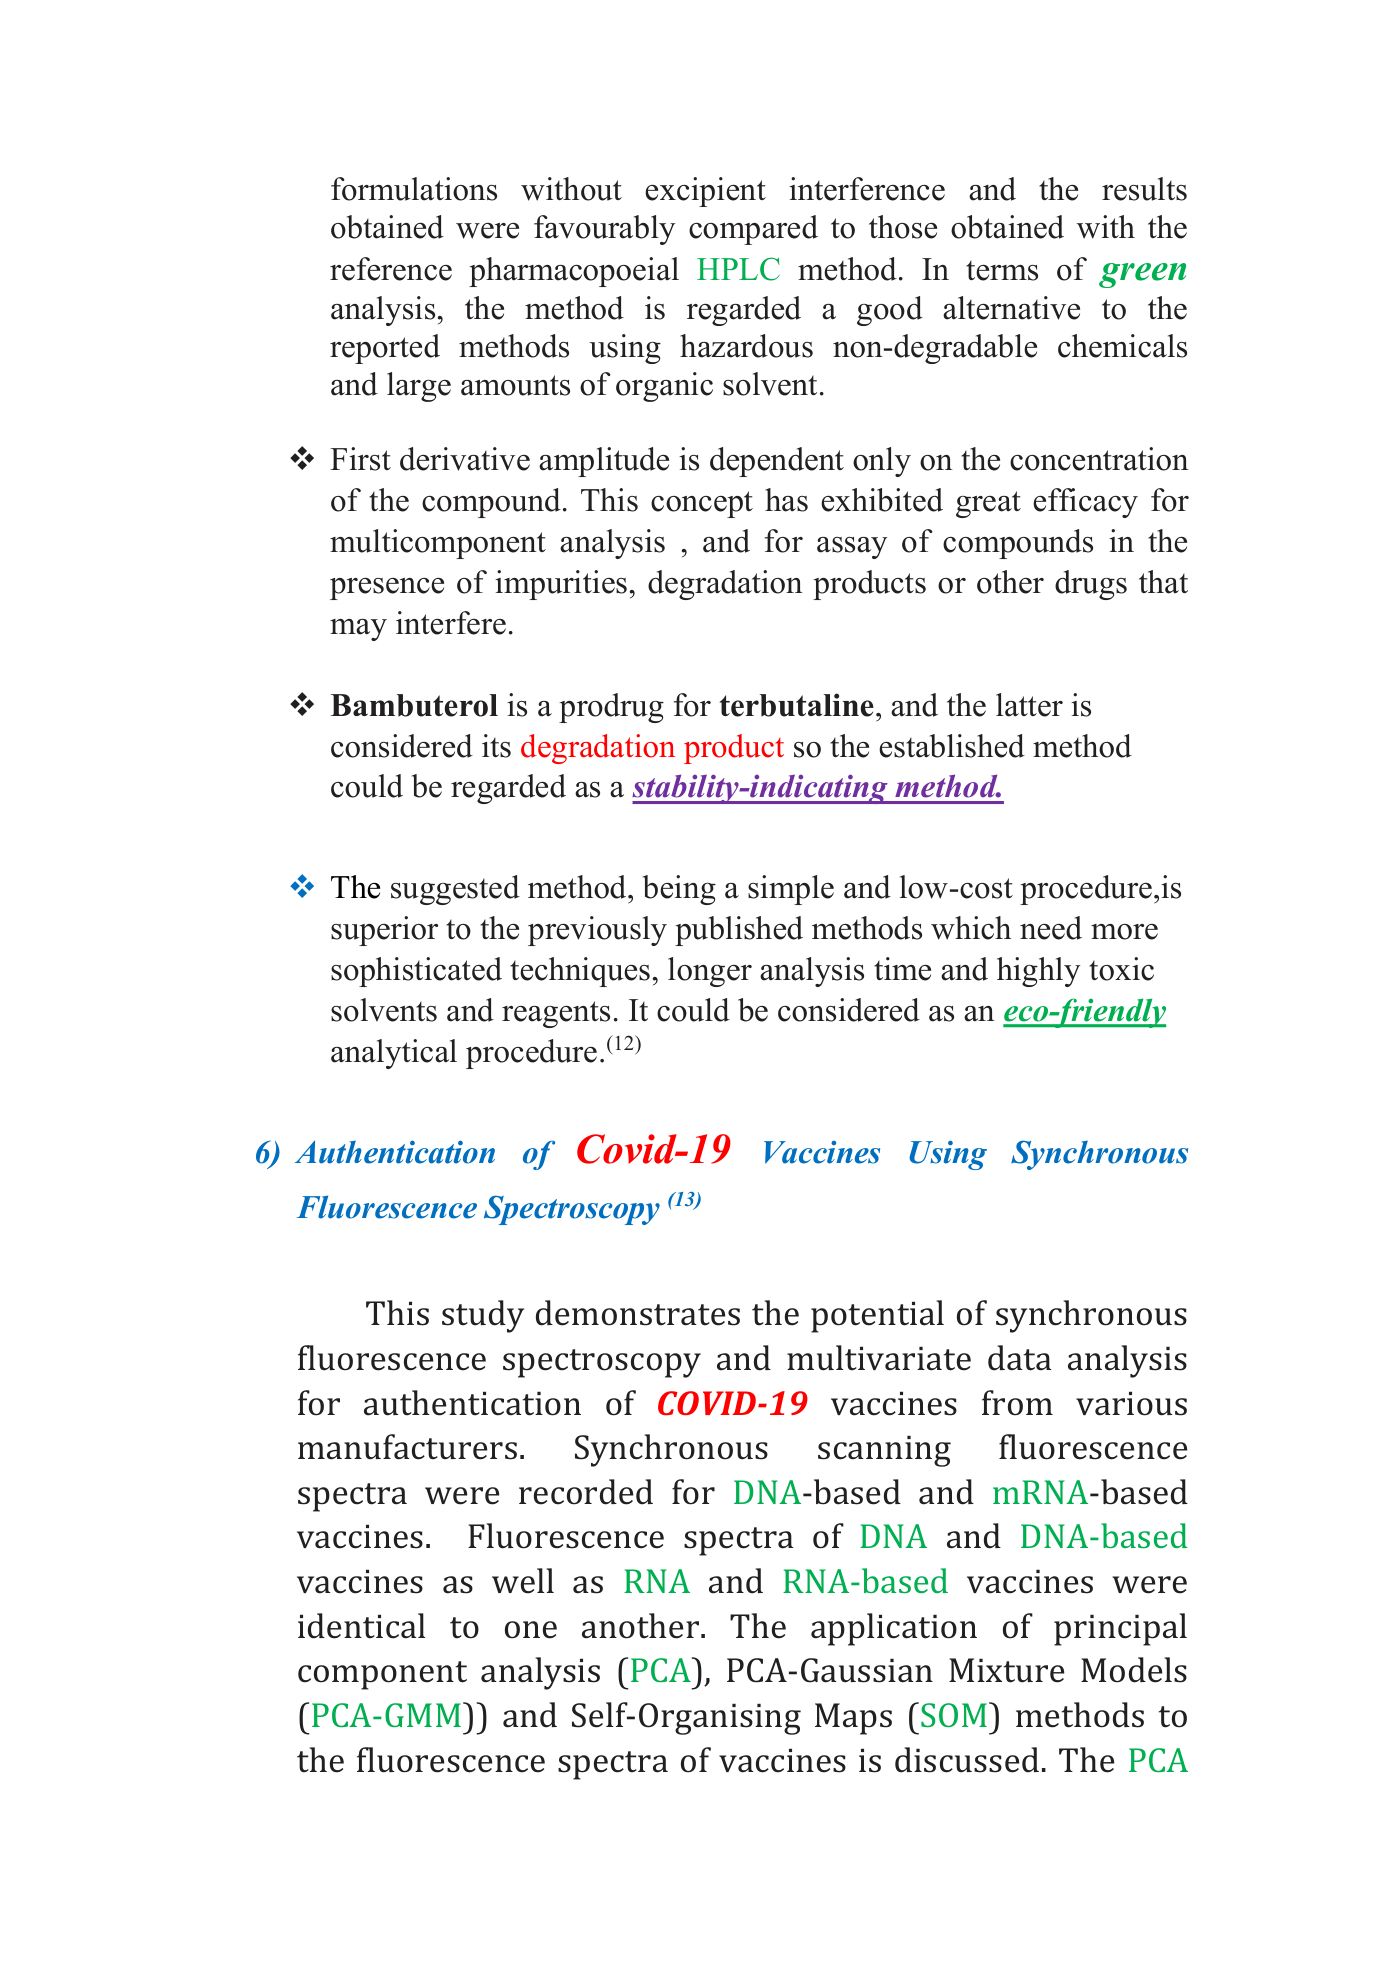 formulations without excipient interference and the results
obtained were favourably compared to those obtained with the
reference pharmacopoeial HPLC method. In terms of green
analysis, the method is regarded a good alternative to the
reported methods using hazardous non-degradable chemicals
and large amounts of organic solvent.
❖ First derivative amplitude is dependent only on the concentration
of the compound. This concept has exhibited great efficacy for
multicomponent analysis , and for assay of compounds in the
presence of impurities, degradation products or other drugs that
may interfere.
❖ Bambuterol is a prodrug for terbutaline, and the latter is
considered its degradation product so the established method
could be regarded as a stability-indicating method.
❖ The suggested method, being a simple and low-cost procedure,is
superior to the previously published methods which need more
sophisticated techniques, longer analysis time and highly toxic
solvents and reagents. It could be considered as an eco-friendly
analytical procedure.(12)
6) Authentication of Covid-19 Vaccines Using Synchronous
Fluorescence Spectroscopy (13)
This study demonstrates the potential of synchronous
fluorescence spectroscopy and multivariate data analysis
for authentication of COVID-19 vaccines from various
manufacturers. Synchronous scanning fluorescence
spectra were recorded for DNA-based and mRNA-based
vaccines. Fluorescence spectra of DNA and DNA-based
vaccines as well as RNA and RNA-based vaccines were
identical to one another. The application of principal
component analysis (PCA), PCA-Gaussian Mixture Models
(PCA-GMM)) and Self-Organising Maps (SOM) methods to
the fluorescence spectra of vaccines is discussed. The PCA